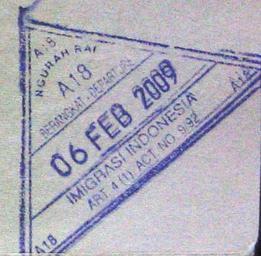 A.S
NGURAH RAI
A18
BERANGKAT - DEPARTURE
06 FEB 2009
IMIGRASI INDONESIA
ART 4 (1) ACT NO. 9/92
A18
A18